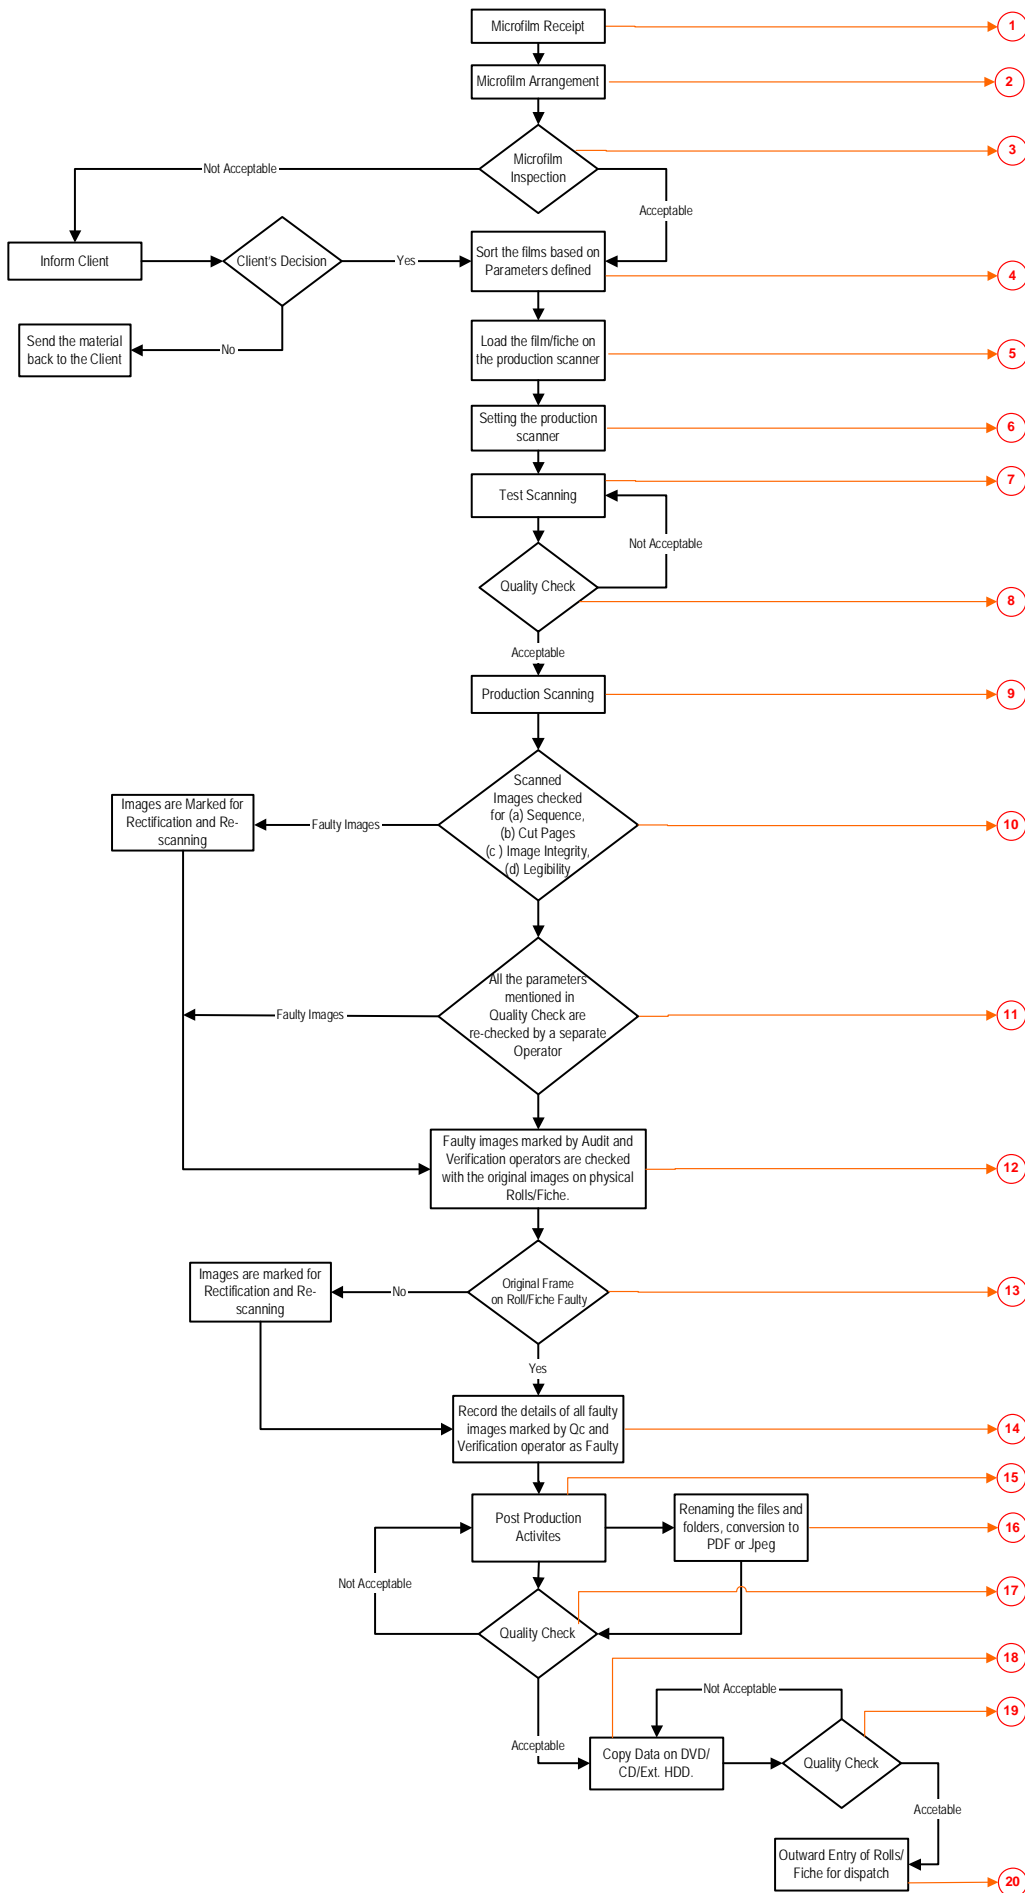 Microfilm Receipt
1
Microfilm Arrangement
2
Microfilm
Inspection
3
Not Acceptable
Acceptable
Inform Client
Client's Decision
Yes
Sort the films based on
Parameters defined
4
No
Send the material
back to the Client
Load the film/fiche on
the production scanner
5
Setting the production
scanner
6
Test Scanning
7
Not Acceptable
Quality Check
8
Acceptable
Production Scanning
9
Scanned
Images checked
for (a) Sequence,
(b) Cut Pages
(c ) Image Integrity,
(d) Legibility
10
Faulty Images
Images are Marked for
Rectification and Re-
scanning
All the parameters
mentioned in
Quality Check are
re-checked by a separate
Operator
11
Faulty Images
Faulty images marked by Audit and
Verification operators are checked
with the original images on physical
Rolls/Fiche.
12
Original Frame
on Roll/Fiche Faulty
13
No
Images are marked for
Rectification and Re-
scanning
Yes
Record the details of all faulty
images marked by Qc and
Verification operator as Faulty
14
15
Post Production
Activites
Renaming the files and
folders, conversion to
PDF or Jpeg
16
Not Acceptable
17
Quality Check
18
Not Acceptable
19
Acceptable
Copy Data on DVD/
CD/Ext. HDD.
Quality Check
Accetable
Outward Entry of Rolls/
Fiche for dispatch
20